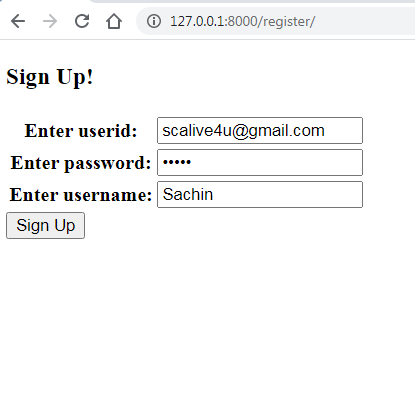 127.0.0.1:8000/register/
Sign Up!
Enter userid: scalive4u@gmail.com
Enter password: •••••
Enter username: Sachin
Sign Up